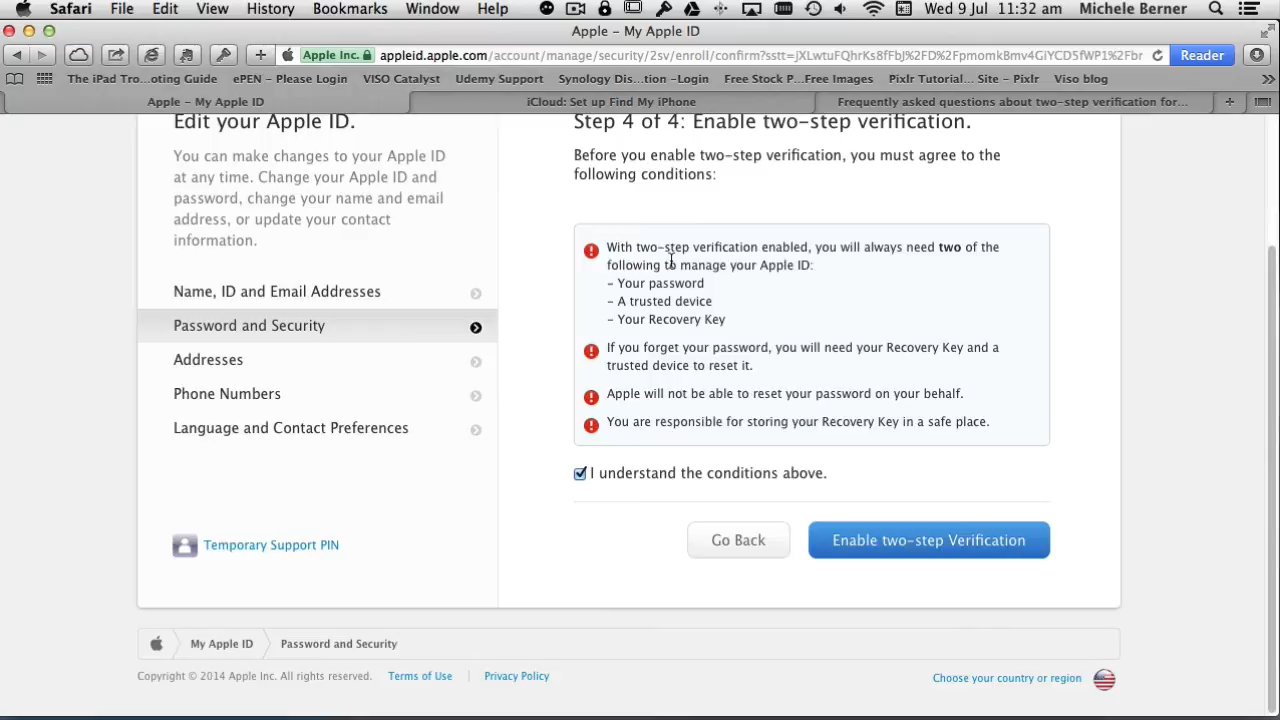 Safari File Edit View History Bookmarks Window Help Wed 9 Jul 11:32 am Michele Berner
Apple – My Apple ID
Apple Inc. appleid.apple.com/account/manage/security/2sv/enroll/confirm?sstt= Reader
The iPad Tro...oting Guide ePEN – Please Login VISO Catalyst Udemy Support Synology Dis...tion –Login Free Stock P...Free Images Pixlr Tutorial... Site – Pixlr Viso blog
Apple – My Apple ID iCloud: Set up Find My iPhone Frequently asked questions about two-step verification for...
Edit your Apple ID.
You can make changes to your Apple ID
at any time. Change your Apple ID and
password, change your name and email
address, or update your contact
information.
Name, ID and Email Addresses
Password and Security
Addresses
Phone Numbers
Language and Contact Preferences
Temporary Support PIN
Step 4 of 4: Enable two-step verification.
Before you enable two-step verification, you must agree to the
following conditions:
With two-step verification enabled, you will always need two of the
following to manage your Apple ID:
– Your password
– A trusted device
– Your Recovery Key
If you forget your password, you will need your Recovery Key and a
trusted device to reset it.
Apple will not be able to reset your password on your behalf.
You are responsible for storing your Recovery Key in a safe place.
I understand the conditions above.
Go Back Enable two-step Verification
My Apple ID Password and Security
Copyright © 2014 Apple Inc. All rights reserved. Terms of Use | Privacy Policy Choose your country or region